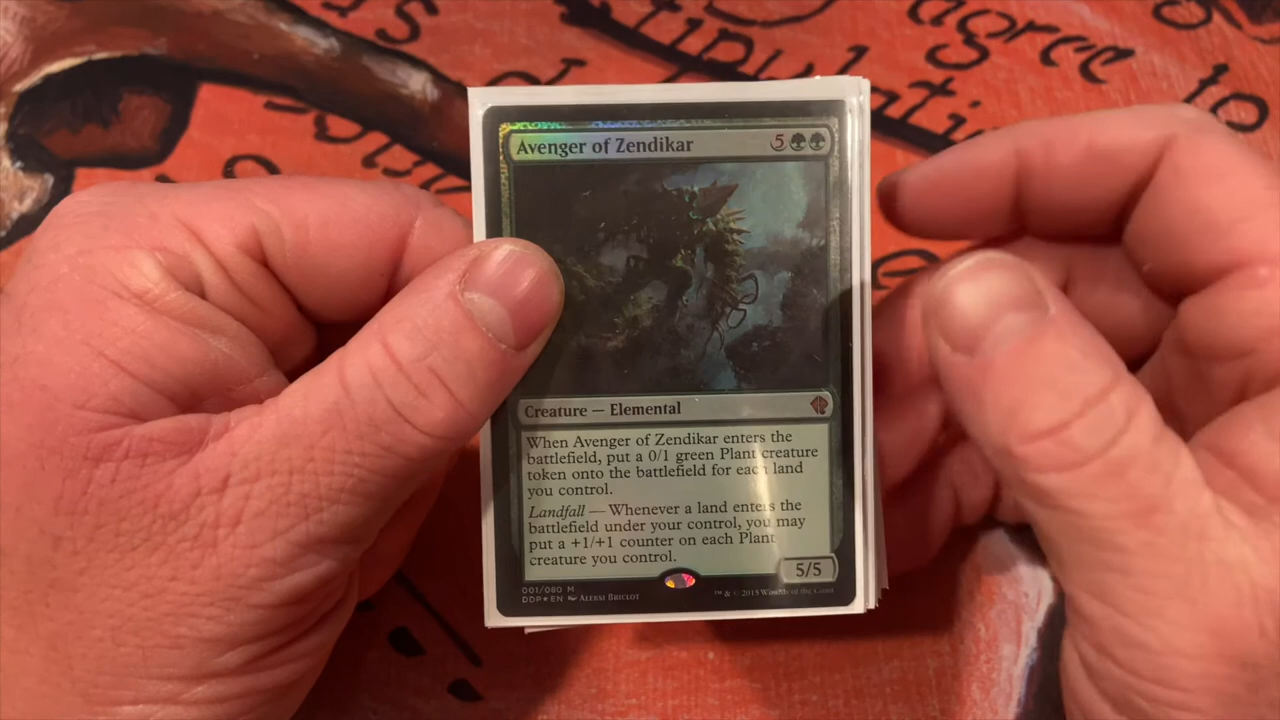 agree to
Avenger of Zendikar 5
Creature — Elemental
When Avenger of Zendikar enters the
battlefield, put a 0/1 green Plant creature
token onto the battlefield for each land
you control.
Landfall — Whenever a land enters the
battlefield under your control, you may
put a +1/+1 counter on each Plant
creature you control.
5/5
001/080 M
DDP★EN Aleksi Briclot
™ & © 2015 Wizards of the Coast